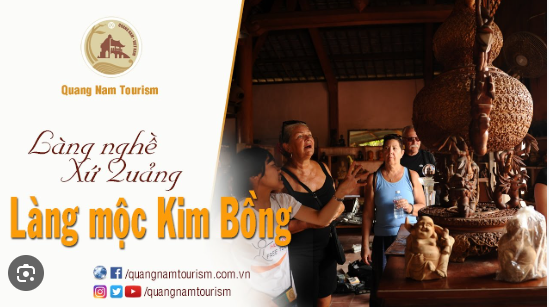 Quang Nam Tourism
Làng nghề
Xứ Quảng
Làng mộc Kim Bồng
/quangnamtourism.com.vn
/quangnamtourism